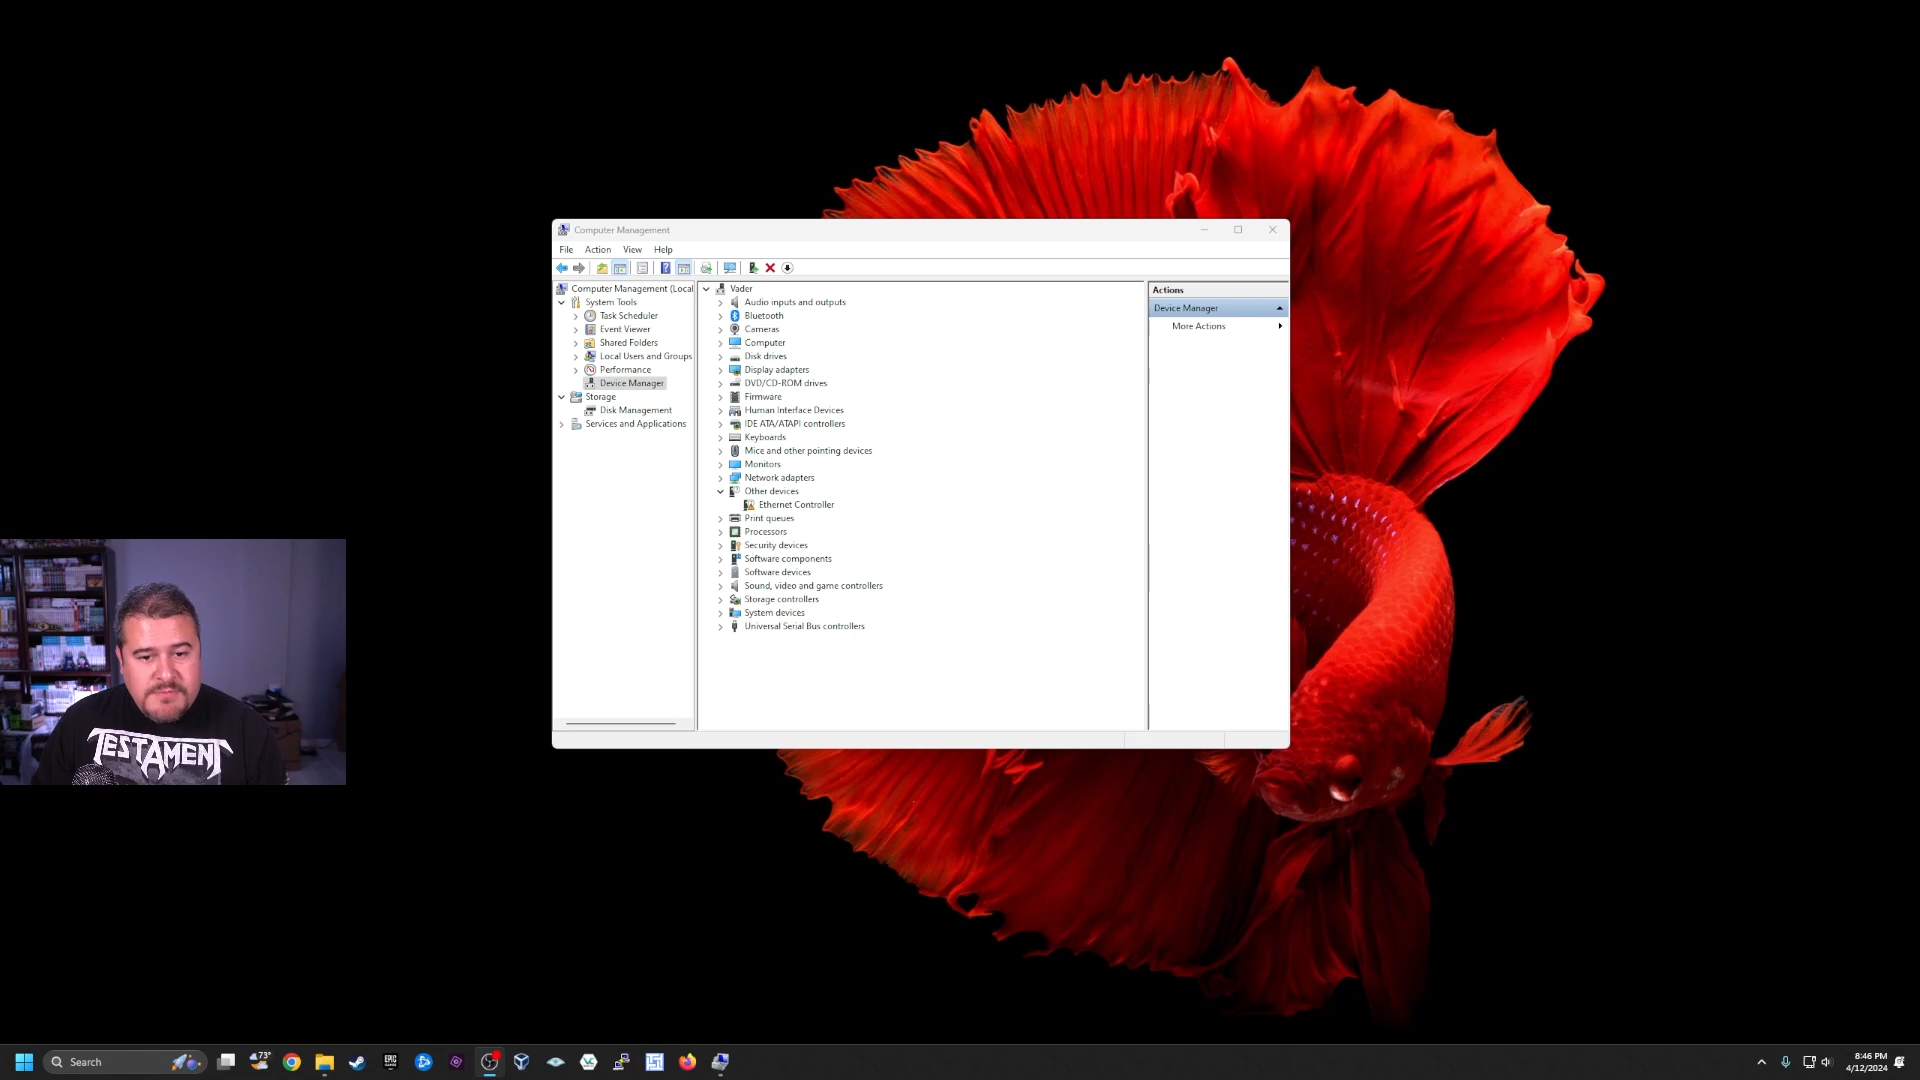 Computer Management
File Action View Help
Computer Management (Local
System Tools
Task Scheduler
Event Viewer
Shared Folders
Local Users and Groups
Performance
Device Manager
Storage
Disk Management
Services and Applications
Vader
Audio inputs and outputs
Bluetooth
Cameras
Computer
Disk drives
Display adapters
DVD/CD-ROM drives
Firmware
Human Interface Devices
IDE ATA/ATAPI controllers
Keyboards
Mice and other pointing devices
Monitors
Network adapters
Other devices
Ethernet Controller
Print queues
Processors
Security devices
Software components
Software devices
Sound, video and game controllers
Storage controllers
System devices
Universal Serial Bus controllers
Actions
Device Manager
More Actions
TESTAMENT
Search
73°
EPIC
8:46 PM
4/12/2024